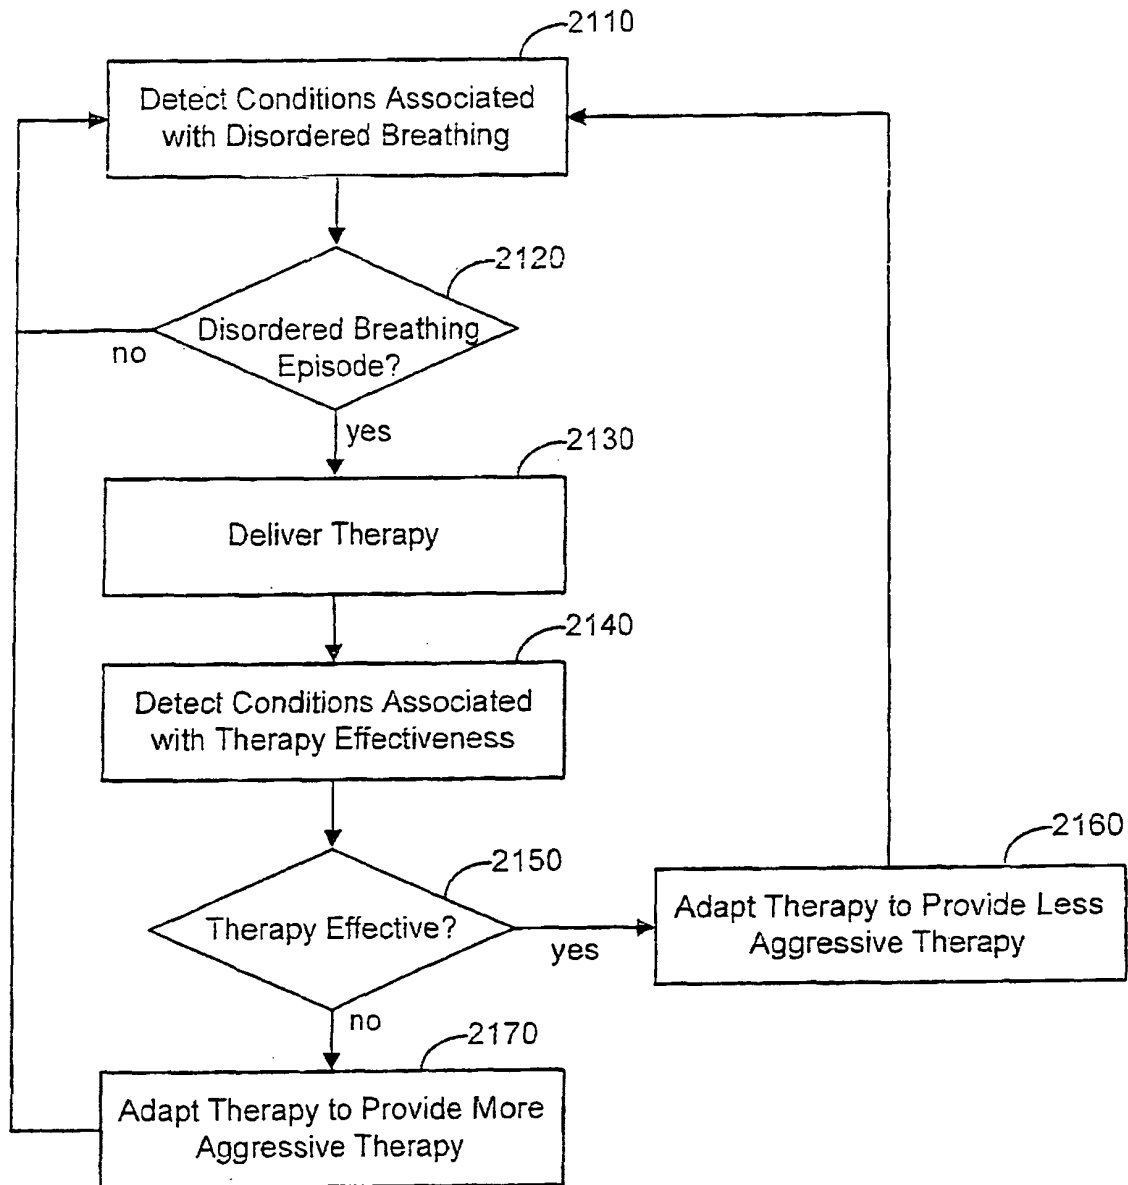 2110
Detect Conditions Associated
with Disordered Breathing
2120
Disordered Breathing
Episode?
no
yes
2130
Deliver Therapy
2140
Detect Conditions Associated
with Therapy Effectiveness
2150
Therapy Effective?
yes
2160
Adapt Therapy to Provide Less
Aggressive Therapy
no
2170
Adapt Therapy to Provide More
Aggressive Therapy